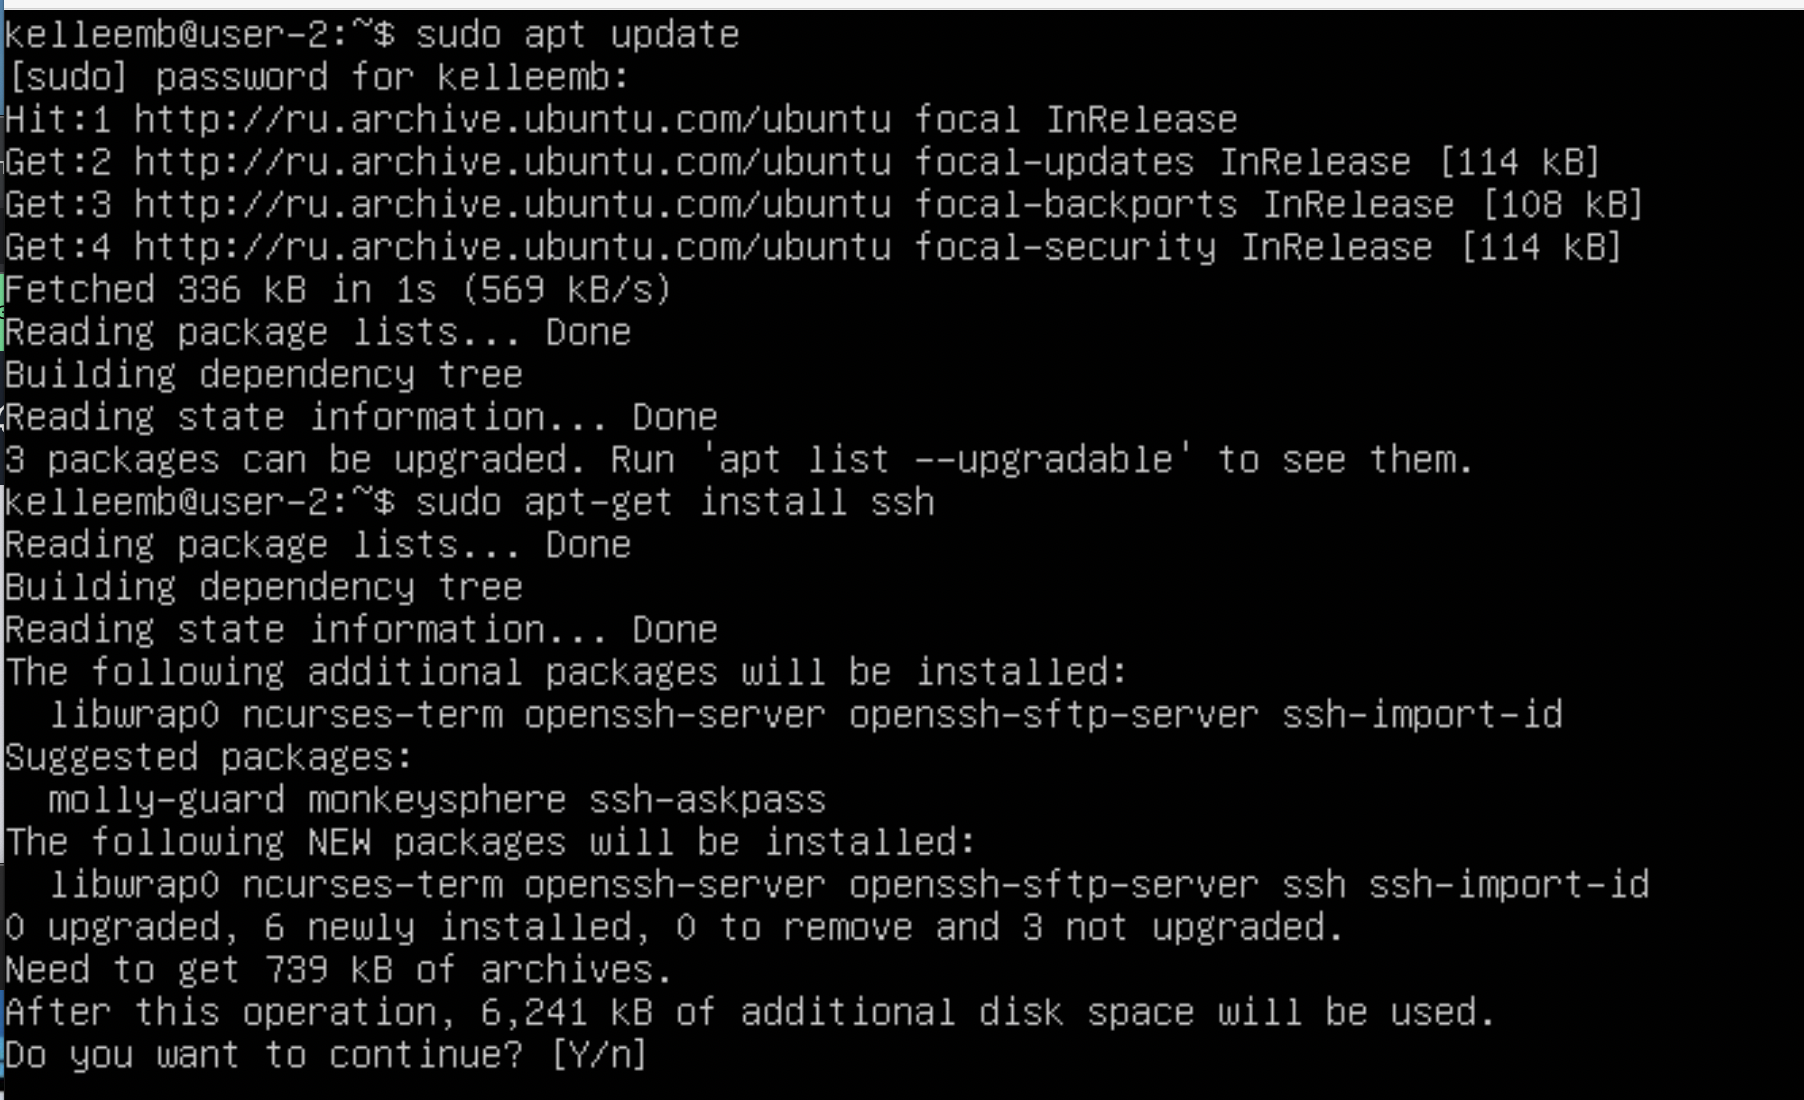 kelleemb@user-2:~$ sudo apt update
[sudo] password for kelleemb:
Hit:1 http://ru.archive.ubuntu.com/ubuntu focal InRelease
Get:2 http://ru.archive.ubuntu.com/ubuntu focal-updates InRelease [114 kB]
Get:3 http://ru.archive.ubuntu.com/ubuntu focal-backports InRelease [108 kB]
Get:4 http://ru.archive.ubuntu.com/ubuntu focal-security InRelease [114 kB]
Fetched 336 kB in 1s (569 kB/s)
Reading package lists... Done
Building dependency tree
Reading state information... Done
3 packages can be upgraded. Run 'apt list --upgradable' to see them.
kelleemb@user-2:~$ sudo apt-get install ssh
Reading package lists... Done
Building dependency tree
Reading state information... Done
The following additional packages will be installed:
  libwrap0 ncurses-term openssh-server openssh-sftp-server ssh-import-id
Suggested packages:
  molly-guard monkeysphere ssh-askpass
The following NEW packages will be installed:
  libwrap0 ncurses-term openssh-server openssh-sftp-server ssh ssh-import-id
0 upgraded, 6 newly installed, 0 to remove and 3 not upgraded.
Need to get 739 kB of archives.
After this operation, 6,241 kB of additional disk space will be used.
Do you want to continue? [Y/n]